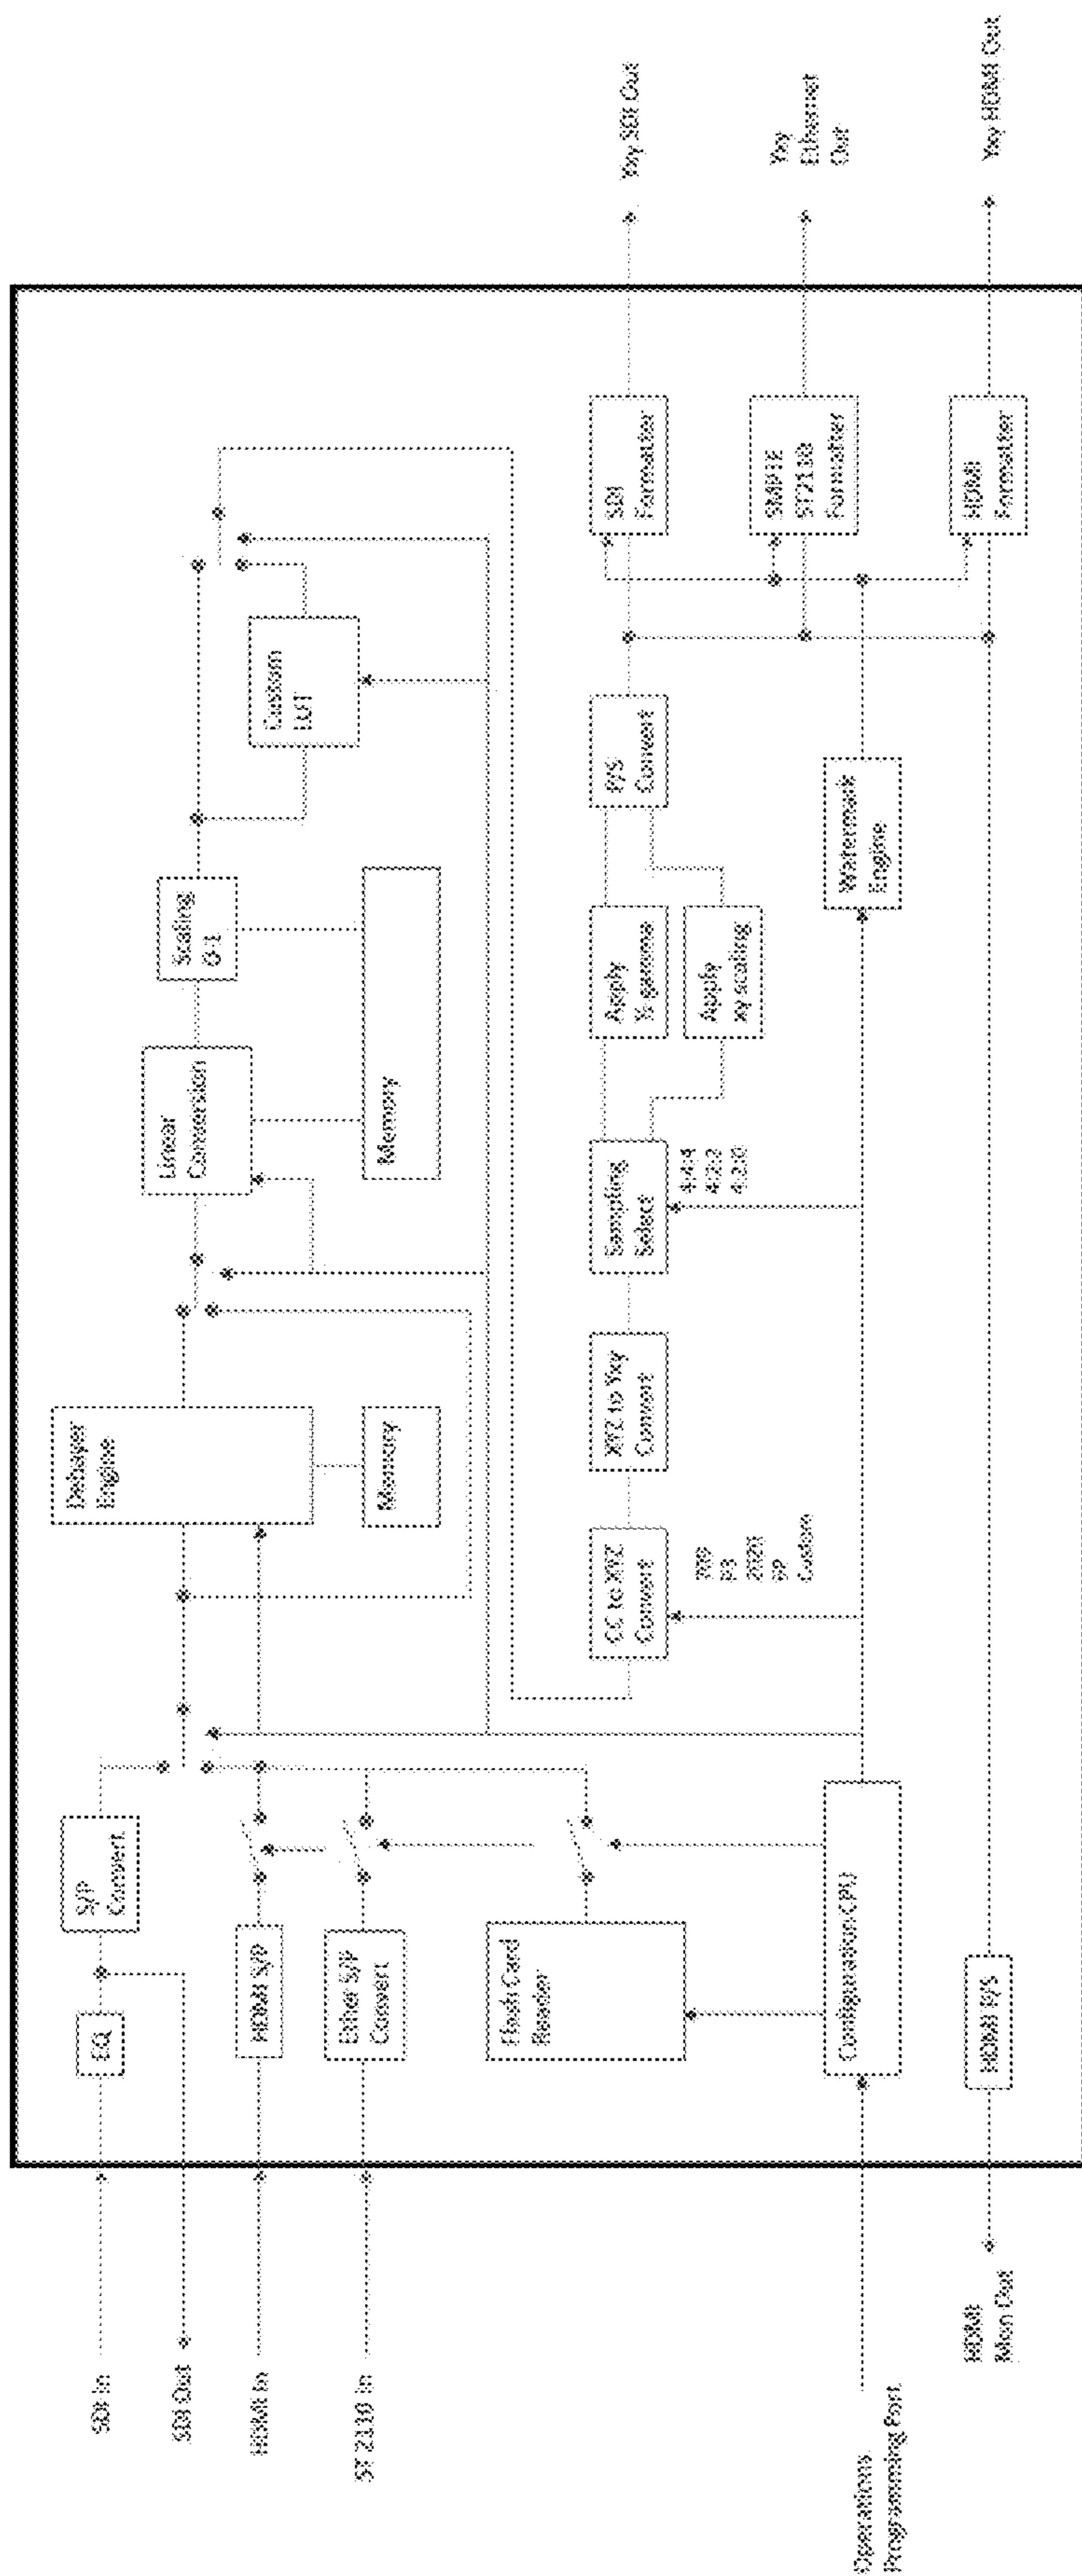 SDI In
SDI Out
HDMI In
ST 2110 In
Operations
Programming Port
HDMI
Mon Out
EQ
S/P
Convert
HDMI S/P
Ether S/P
Convert
Flash Card
Reader
Configuration CPU
HDMI P/S
Debayer
Engine
Memory
Linear
Conversion
Scaling
0-1
Memory
Custom
LUT
CC to XYZ
Convert
709
P3
2020
Custom
XYZ to Yxy
Convert
Sampling
Select
4:4:4
4:2:2
4:2:0
Apply
½ gamma
Apply
xy scaling
P/S
Convert
Watermark
Engine
SDI
Formatter
SMPTE
ST2110
Formatter
HDMI
Formatter
Yxy SDI Out
Yxy
Ethernet
Out
Yxy HDMI Out